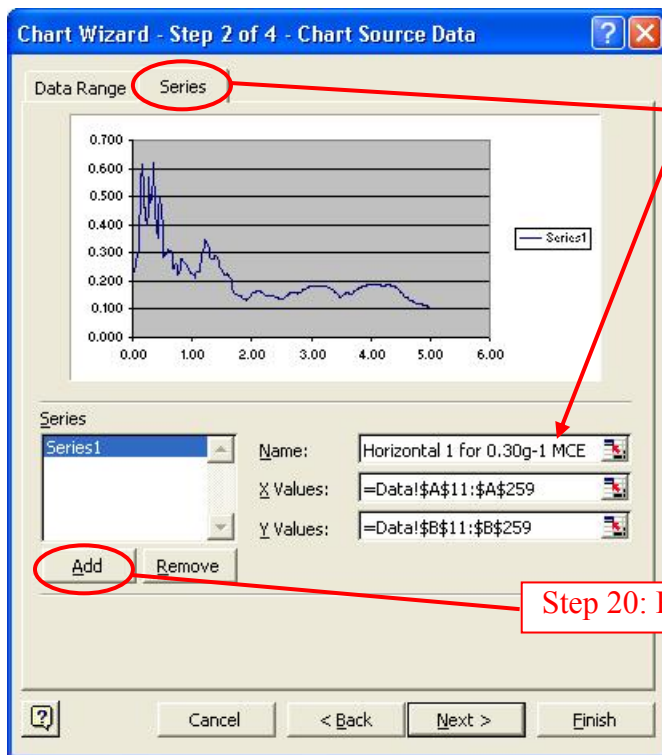 Chart Wizard - Step 2 of 4 - Chart Source Data
Data Range Series
0.700
0.600
0.500
0.400
0.300
0.200
0.100
0.000
0.00 1.00 2.00 3.00 4.00 5.00 6.00
Series1
Series
Series1
Name: Horizontal 1 for 0.30g-1 MCE
X Values: =Data!$A$11:$A$259
Y Values: =Data!$B$11:$B$259
Add Remove
Step 20:
Cancel < Back Next > Finish